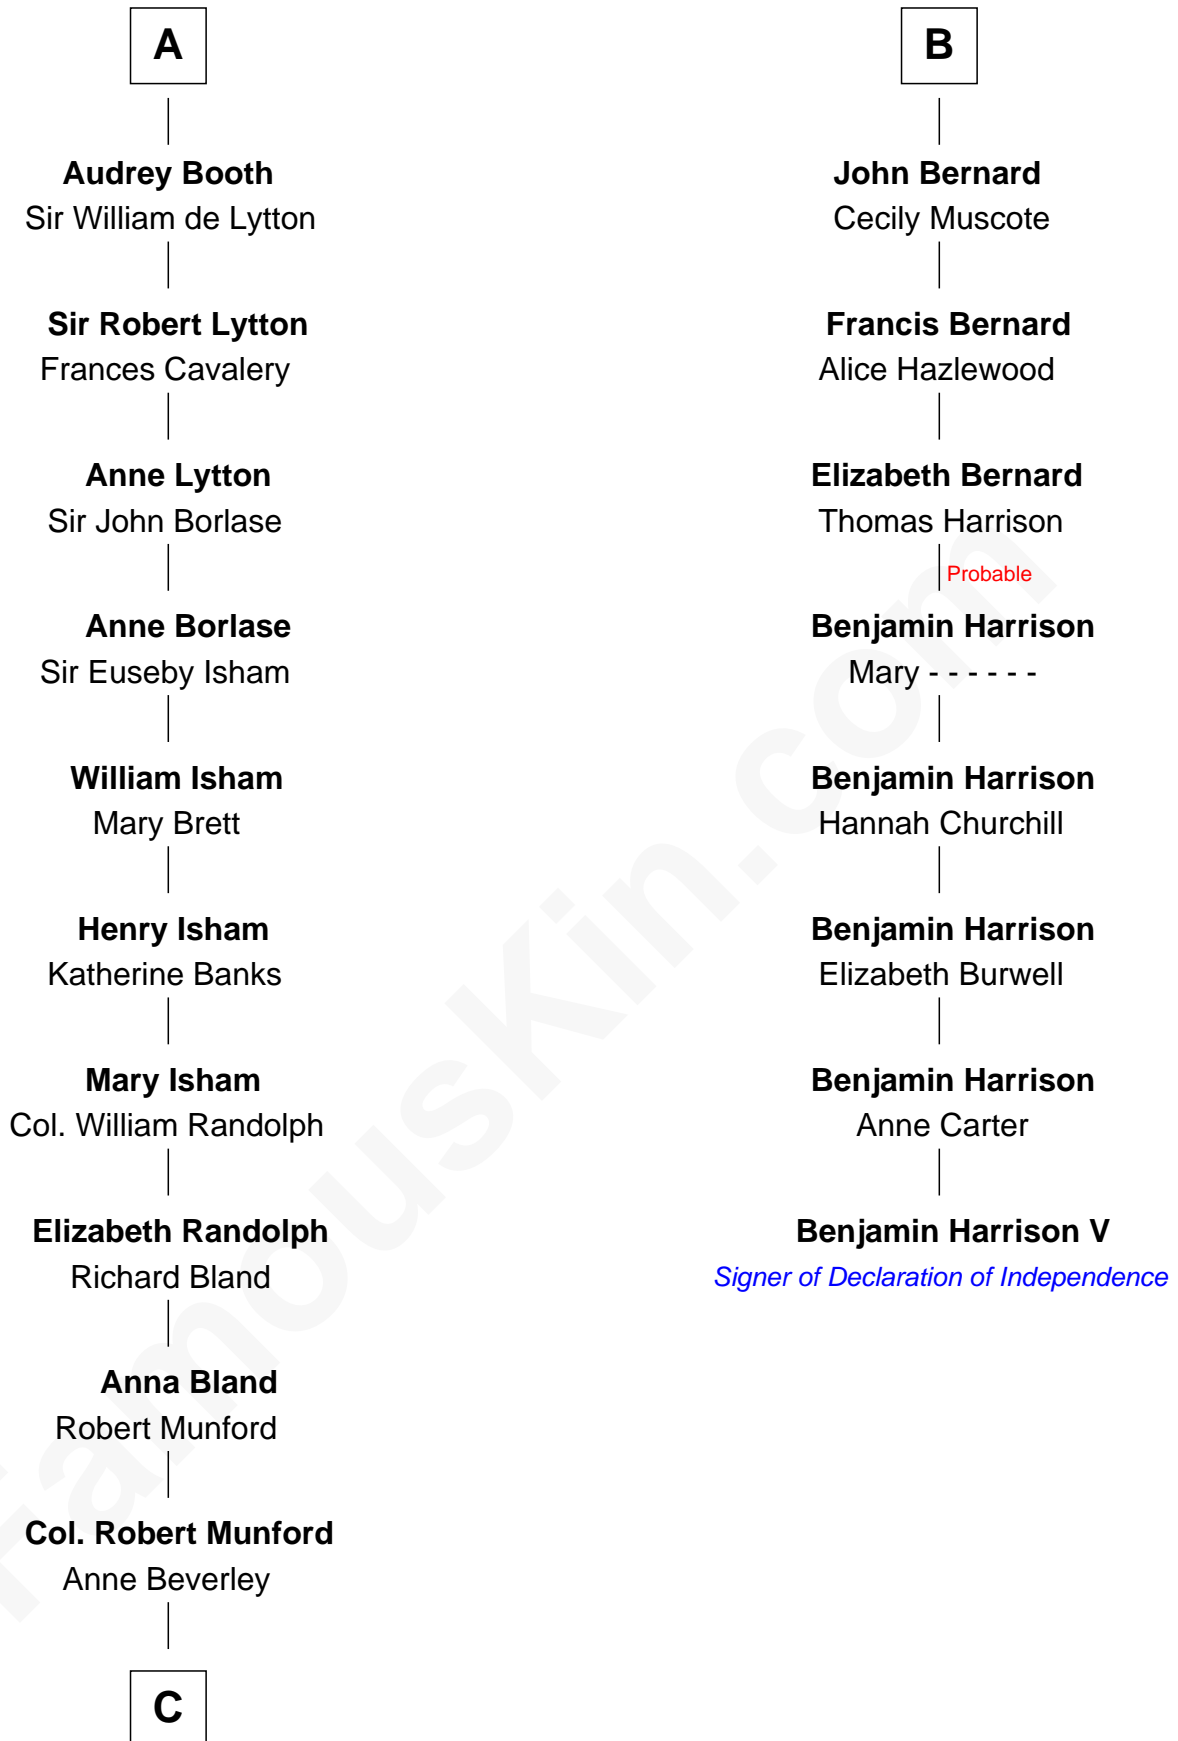 A
Audrey Booth
Sir William de Lytton
Sir Robert Lytton
Frances Cavalery
Anne Lytton
Sir John Borlase
Anne Borlase
Sir Euseby Isham
William Isham
Mary Brett
Henry Isham
Katherine Banks
Mary Isham
Col. William Randolph
Elizabeth Randolph
Richard Bland
Anna Bland
Robert Munford
Col. Robert Munford
Anne Beverley
C
B
John Bernard
Cecily Muscote
Francis Bernard
Alice Hazlewood
Elizabeth Bernard
Thomas Harrison
Probable
Benjamin Harrison
Mary - - - - - -
Benjamin Harrison
Hannah Churchill
Benjamin Harrison
Elizabeth Burwell
Benjamin Harrison
Anne Carter
Benjamin Harrison V
Signer of Declaration of Independence
FamousKin.com